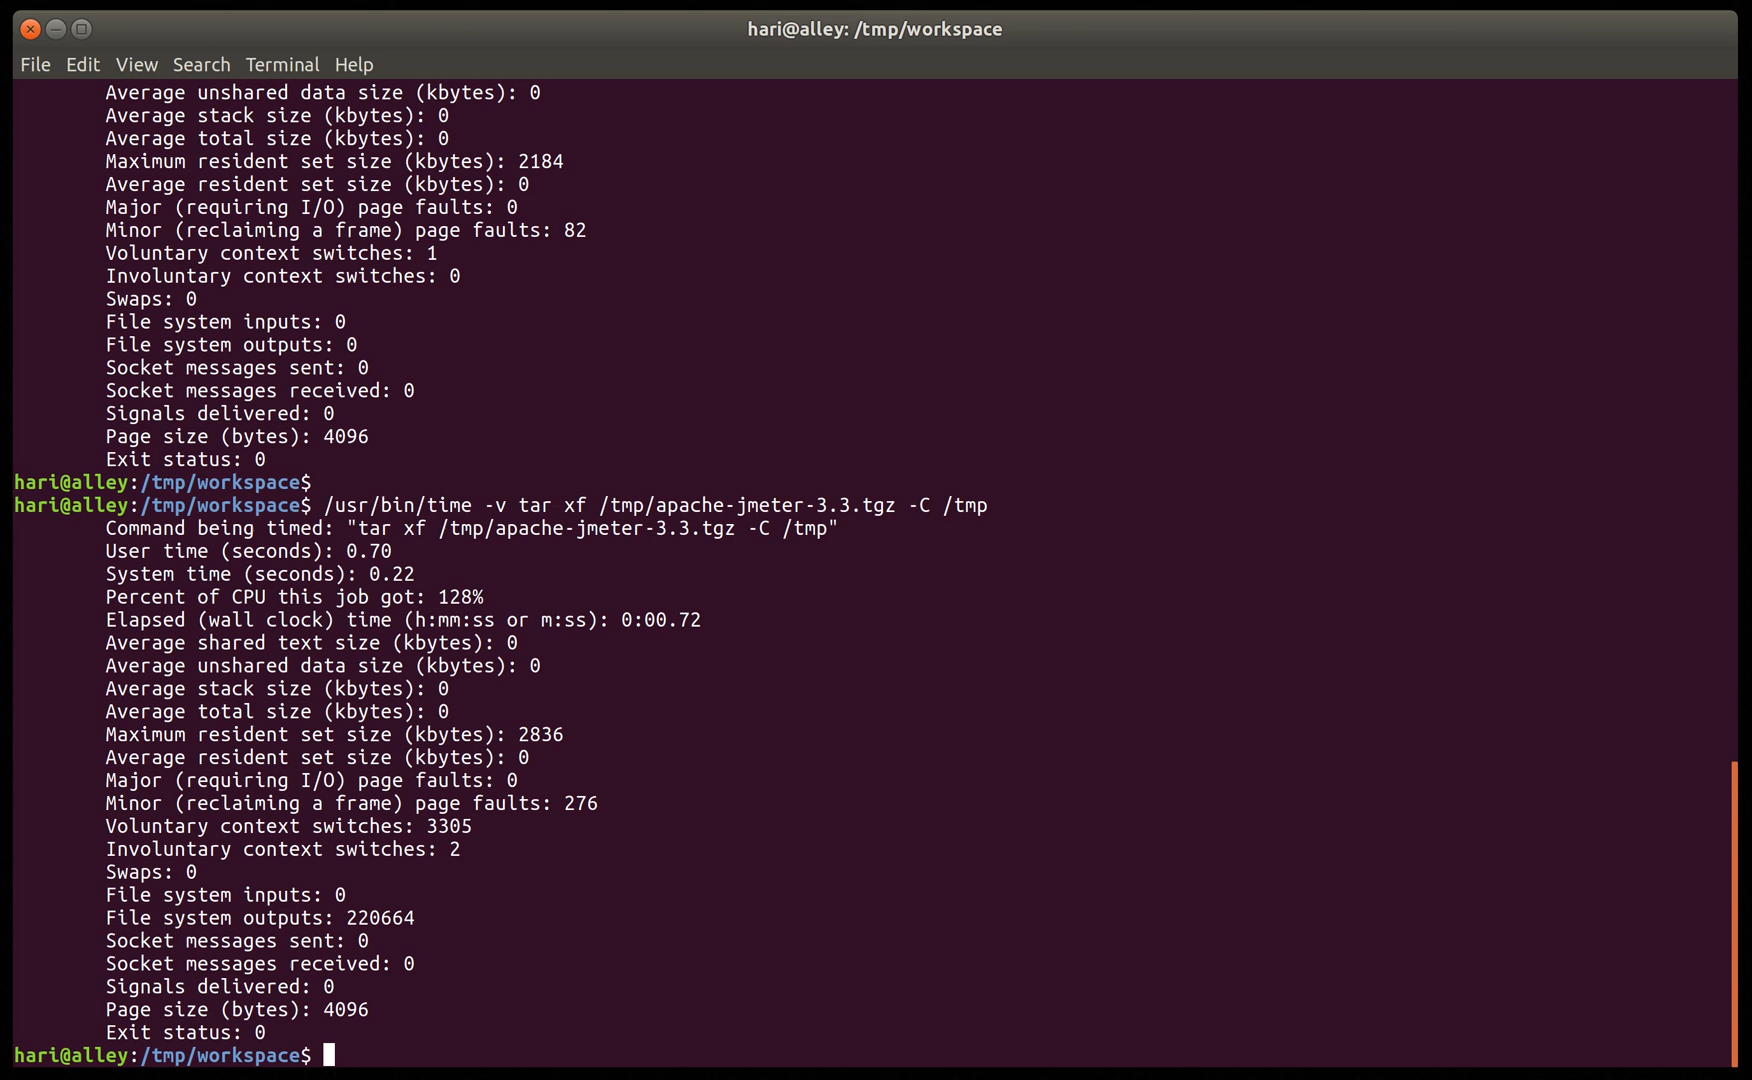 hari@alley: /tmp/workspace
File Edit View Search Terminal Help
Average unshared data size (kbytes): 0
Average stack size (kbytes): 0
Average total size (kbytes): 0
Maximum resident set size (kbytes): 2184
Average resident set size (kbytes): 0
Major (requiring I/O) page faults: 0
Minor (reclaiming a frame) page faults: 82
Voluntary context switches: 1
Involuntary context switches: 0
Swaps: 0
File system inputs: 0
File system outputs: 0
Socket messages sent: 0
Socket messages received: 0
Signals delivered: 0
Page size (bytes): 4096
Exit status: 0
hari@alley:/tmp/workspace$
hari@alley:/tmp/workspace$ /usr/bin/time -v tar xf /tmp/apache-jmeter-3.3.tgz -C /tmp
Command being timed: "tar xf /tmp/apache-jmeter-3.3.tgz -C /tmp"
User time (seconds): 0.70
System time (seconds): 0.22
Percent of CPU this job got: 128%
Elapsed (wall clock) time (h:mm:ss or m:ss): 0:00.72
Average shared text size (kbytes): 0
Average unshared data size (kbytes): 0
Average stack size (kbytes): 0
Average total size (kbytes): 0
Maximum resident set size (kbytes): 2836
Average resident set size (kbytes): 0
Major (requiring I/O) page faults: 0
Minor (reclaiming a frame) page faults: 276
Voluntary context switches: 3305
Involuntary context switches: 2
Swaps: 0
File system inputs: 0
File system outputs: 220664
Socket messages sent: 0
Socket messages received: 0
Signals delivered: 0
Page size (bytes): 4096
Exit status: 0
hari@alley:/tmp/workspace$